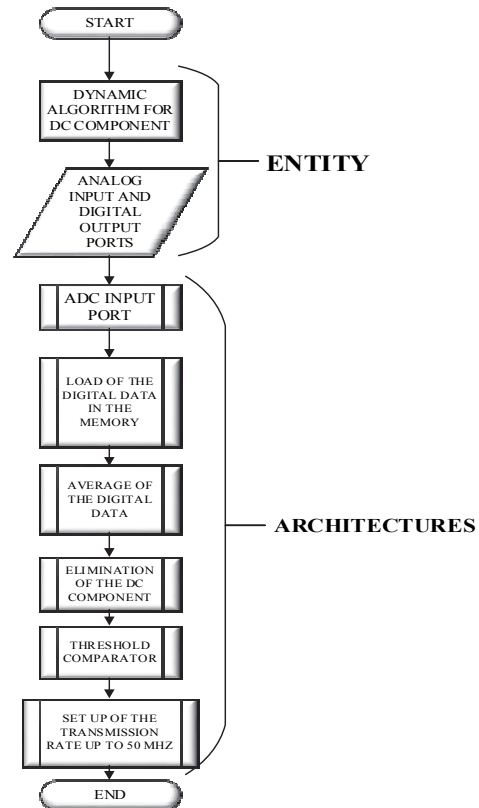 START
DYNAMIC
ALGORITHM FOR
DC COMPONENT
ENTITY
ANALOG
INPUT AND
DIGITAL
OUTPUT
PORTS
ADC INPUT
PORT
LOAD OF THE
DIGITAL DATA
IN THE
MEMORY
AVERAGE OF
THE DIGITAL
DATA
ARCHITECTURES
ELIMINATION
OF THE DC
COMPONENT
THRESHOLD
COMPARATOR
SET UP OF THE
TRANSMISSION
RATE UP TO 50 MHZ
END